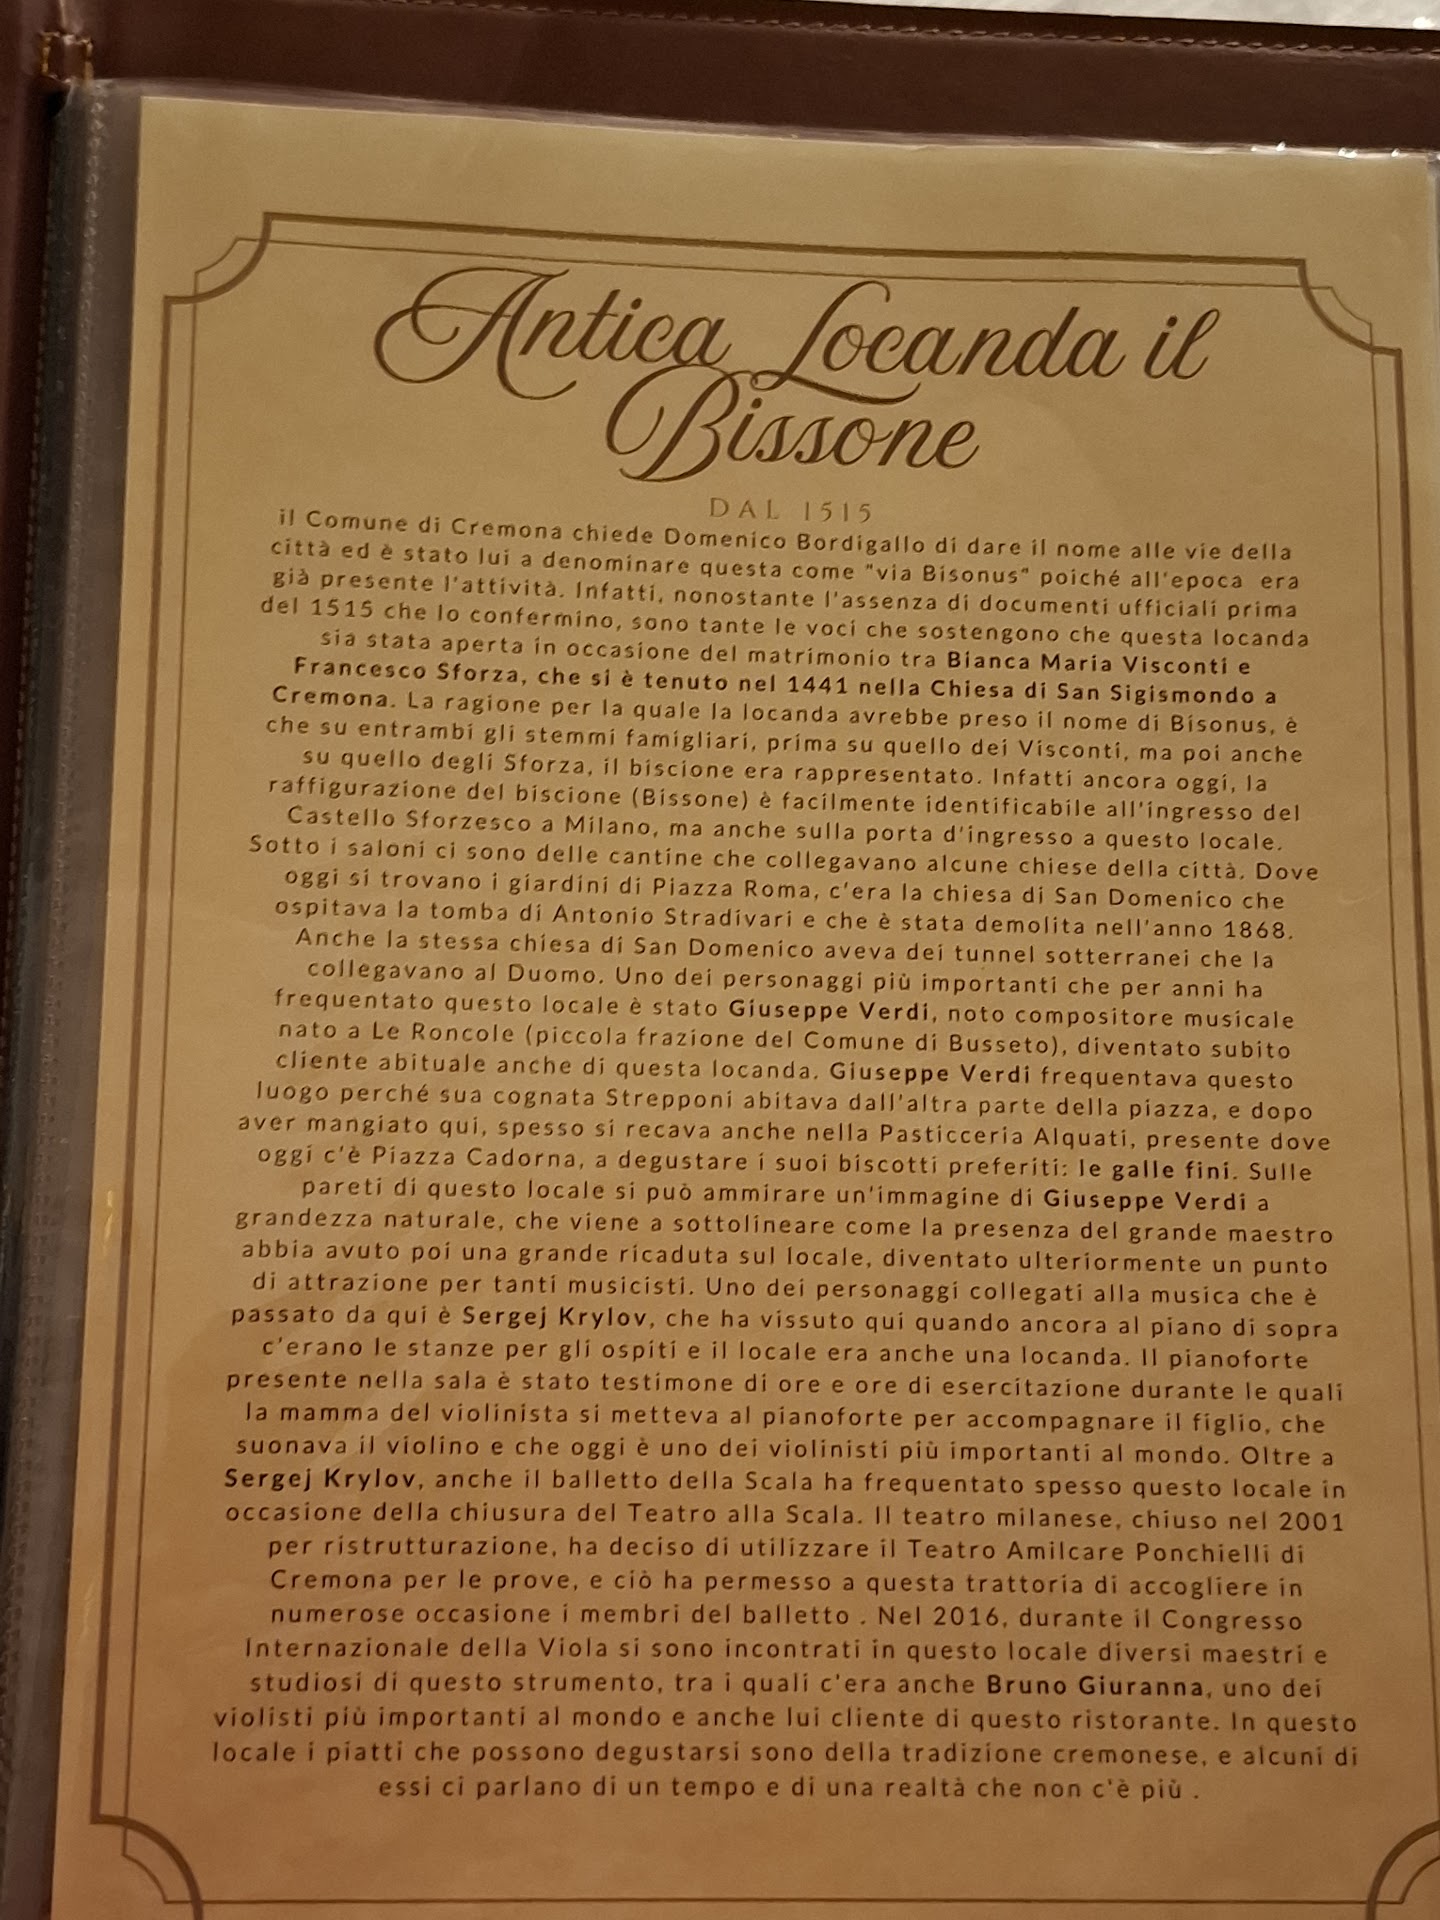 Antica Locanda il
Bissone
DAL 1515
il Comune di Cremona chiede Domenico Bordigallo di dare il nome alle vie della
città ed è stato lui a denominare questa come "via Bisonus" poiché all'epoca era
già presente l'attività. Infatti, nonostante l'assenza di documenti ufficiali prima
del 1515 che lo confermino, sono tante le voci che sostengono che questa locanda
sia stata aperta in occasione del matrimonio tra Bianca Maria Visconti e
Francesco Sforza, che si è tenuto nel 1441 nella Chiesa di San Sigismondo a
Cremona. La ragione per la quale la locanda avrebbe preso il nome di Bisonus, è
che su entrambi gli stemmi famigliari, prima su quello dei Visconti, ma poi anche
su quello degli Sforza, il biscione era rappresentato. Infatti ancora oggi, la
raffigurazione del biscione (Bissone) è facilmente identificabile all'ingresso del
Castello Sforzesco a Milano, ma anche sulla porta d'ingresso a questo locale.
Sotto i saloni ci sono delle cantine che collegavano alcune chiese della città. Dove
oggi si trovano i giardini di Piazza Roma, c'era la chiesa di San Domenico che
ospitava la tomba di Antonio Stradivari e che è stata demolita nell'anno 1868.
Anche la stessa chiesa di San Domenico aveva dei tunnel sotterranei che la
collegavano al Duomo. Uno dei personaggi più importanti che per anni ha
frequentato questo locale è stato Giuseppe Verdi, noto compositore musicale
nato a Le Roncole (piccola frazione del Comune di Busseto), diventato subito
cliente abituale anche di questa locanda. Giuseppe Verdi frequentava questo
luogo perché sua cognata Strepponi abitava dall'altra parte della piazza, e dopo
aver mangiato qui, spesso si recava anche nella Pasticceria Alquati, presente dove
oggi c'è Piazza Cadorna, a degustare i suoi biscotti preferiti: le galle fini. Sulle
pareti di questo locale si può ammirare un'immagine di Giuseppe Verdi a
grandezza naturale, che viene a sottolineare come la presenza del grande maestro
abbia avuto poi una grande ricaduta sul locale, diventato ulteriormente un punto
di attrazione per tanti musicisti. Uno dei personaggi collegati alla musica che è
passato da qui è Sergej Krylov, che ha vissuto qui quando ancora al piano di sopra
c'erano le stanze per gli ospiti e il locale era anche una locanda. Il pianoforte
presente nella sala è stato testimone di ore e ore di esercitazione durante le quali
la mamma del violinista si metteva al pianoforte per accompagnare il figlio, che
suonava il violino e che oggi è uno dei violinisti più importanti al mondo. Oltre a
Sergej Krylov, anche il balletto della Scala ha frequentato spesso questo locale in
occasione della chiusura del Teatro alla Scala. Il teatro milanese, chiuso nel 2001
per ristrutturazione, ha deciso di utilizzare il Teatro Amilcare Ponchielli di
Cremona per le prove, e ciò ha permesso a questa trattoria di accogliere in
numerose occasione i membri del balletto . Nel 2016, durante il Congresso
Internazionale della Viola si sono incontrati in questo locale diversi maestri e
studiosi di questo strumento, tra i quali c'era anche Bruno Giuranna, uno dei
violisti più importanti al mondo e anche lui cliente di questo ristorante. In questo
locale i piatti che possono degustarsi sono della tradizione cremonese, e alcuni di
essi ci parlano di un tempo e di una realtà che non c'è più .